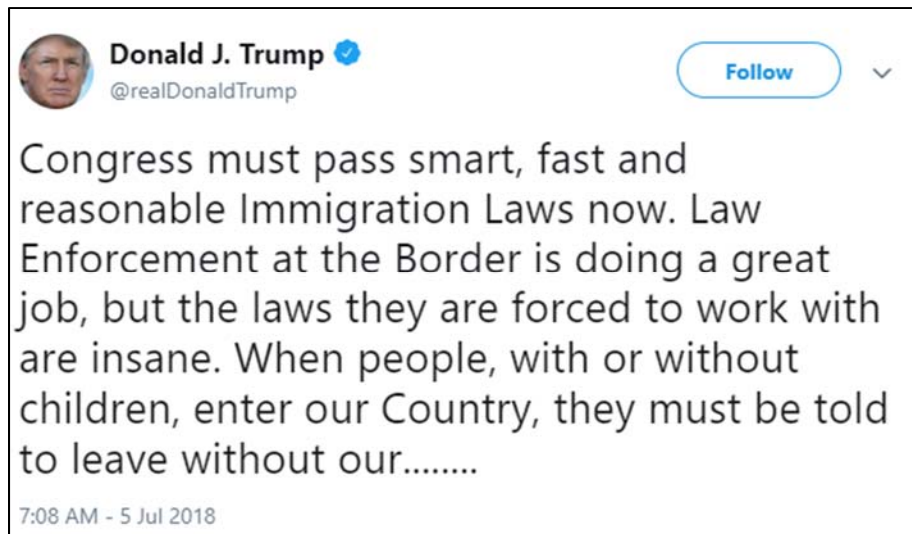 Donald J. Trump
@realDonaldTrump
Follow
Congress must pass smart, fast and
reasonable Immigration Laws now. Law
Enforcement at the Border is doing a great
job, but the laws they are forced to work with
are insane. When people, with or without
children, enter our Country, they must be told
to leave without our........
7:08 AM - 5 Jul 2018